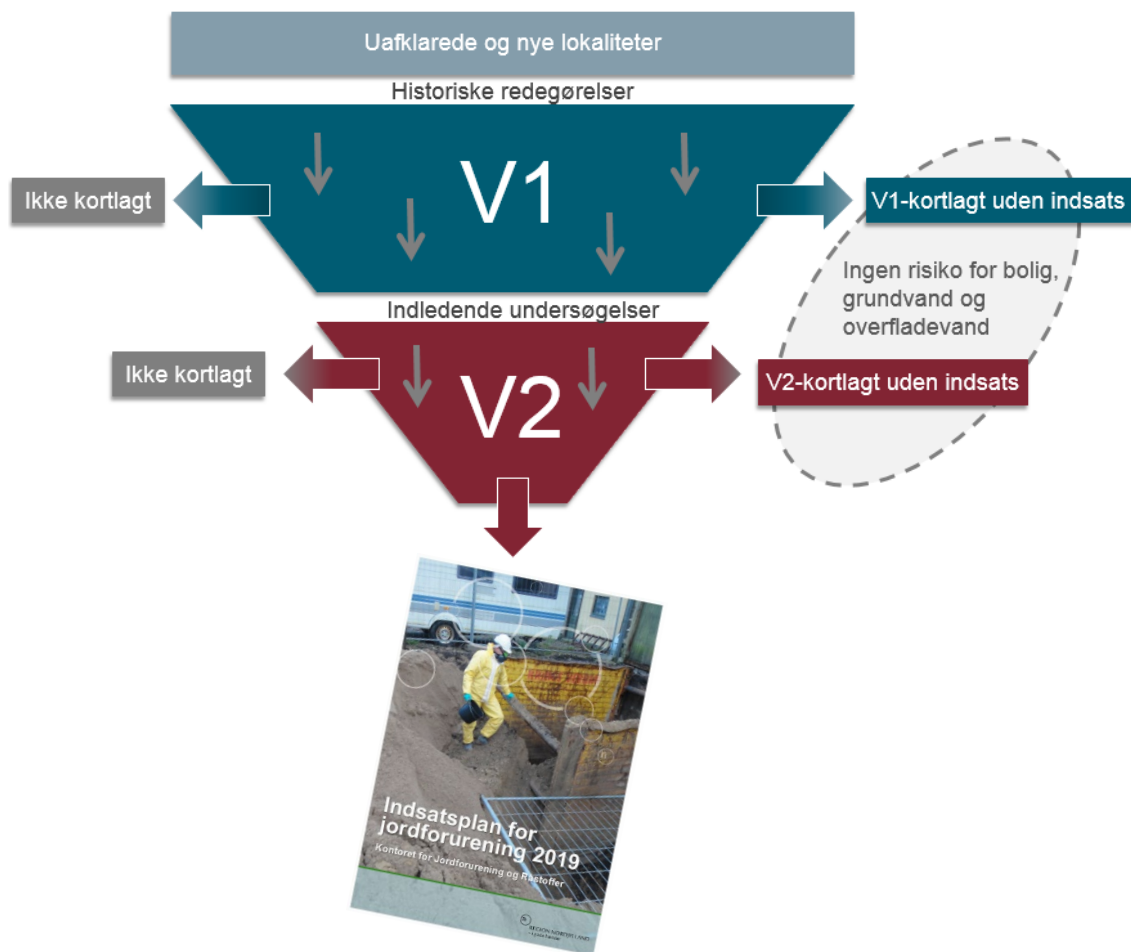 Uafklarede og nye lokaliteter
Historiske redegørelser
V1
Ikke kortlagt
V1-kortlagt uden indsats
Ingen risiko for bolig,
grundvand og
overfladevand
Indledende undersøgelser
V2
Ikke kortlagt
V2-kortlagt uden indsats
Indsatsplan for
jordforurening 2019
Kontoret for Jordforurening og Råstoffer
REGION NORDJYLLAND